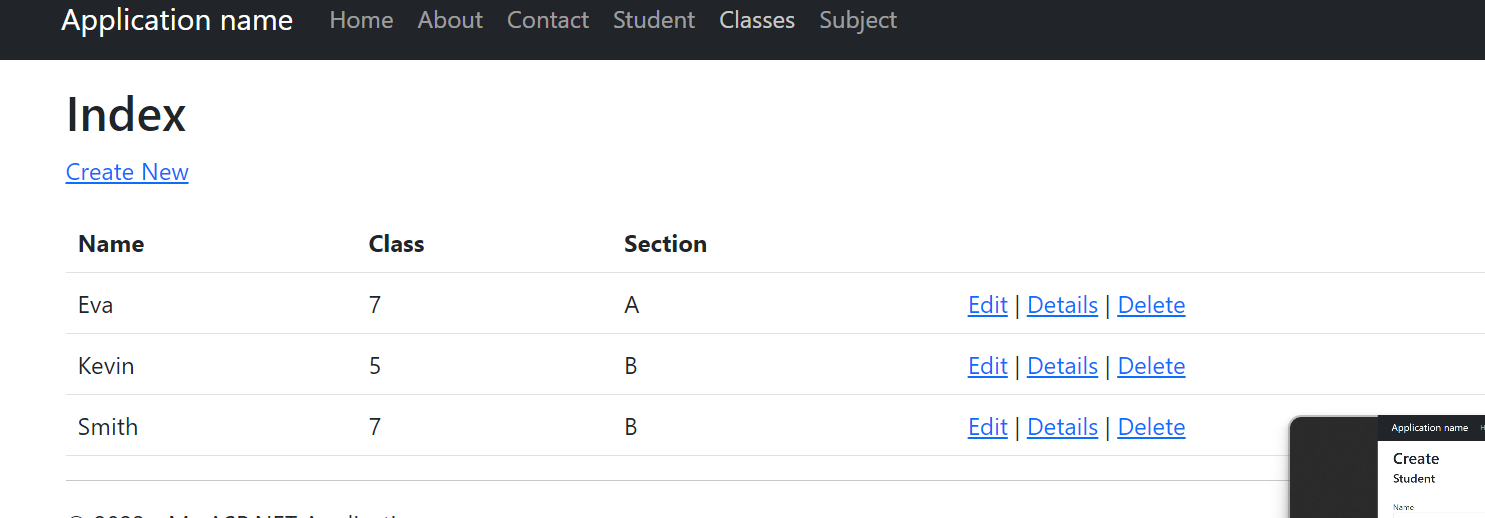 Application name Home About Contact Student Classes Subject
Index
Create New
Name Class Section
Eva 7 A Edit | Details | Delete
Kevin 5 B Edit | Details | Delete
Smith 7 B Edit | Details | Delete
Application name
Create
Student
Name